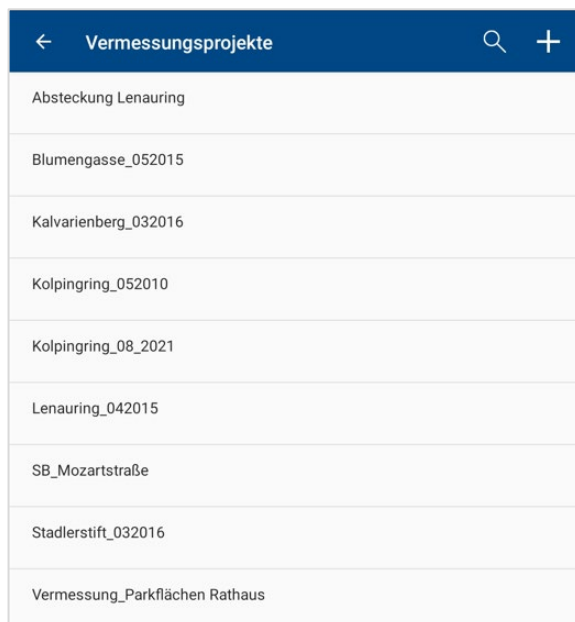 Vermessungsprojekte
Absteckung Lenauring
Blumengasse_052015
Kalvarienberg_032016
Kolpingring_052010
Kolpingring_08_2021
Lenauring_042015
SB_Mozartstraße
Stadlerstift_032016
Vermessung_Parkflächen Rathaus